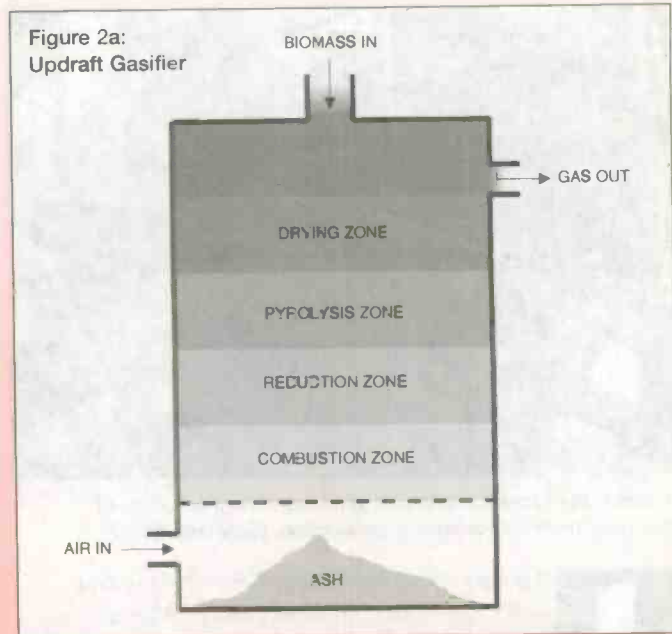 Figure 2a:
Updraft Gasifier
BIOMASS IN
GAS OUT
DRYING ZONE
PYROLYSIS ZONE
REDUCTION ZONE
COMBUSTION ZONE
AIR IN
ASH